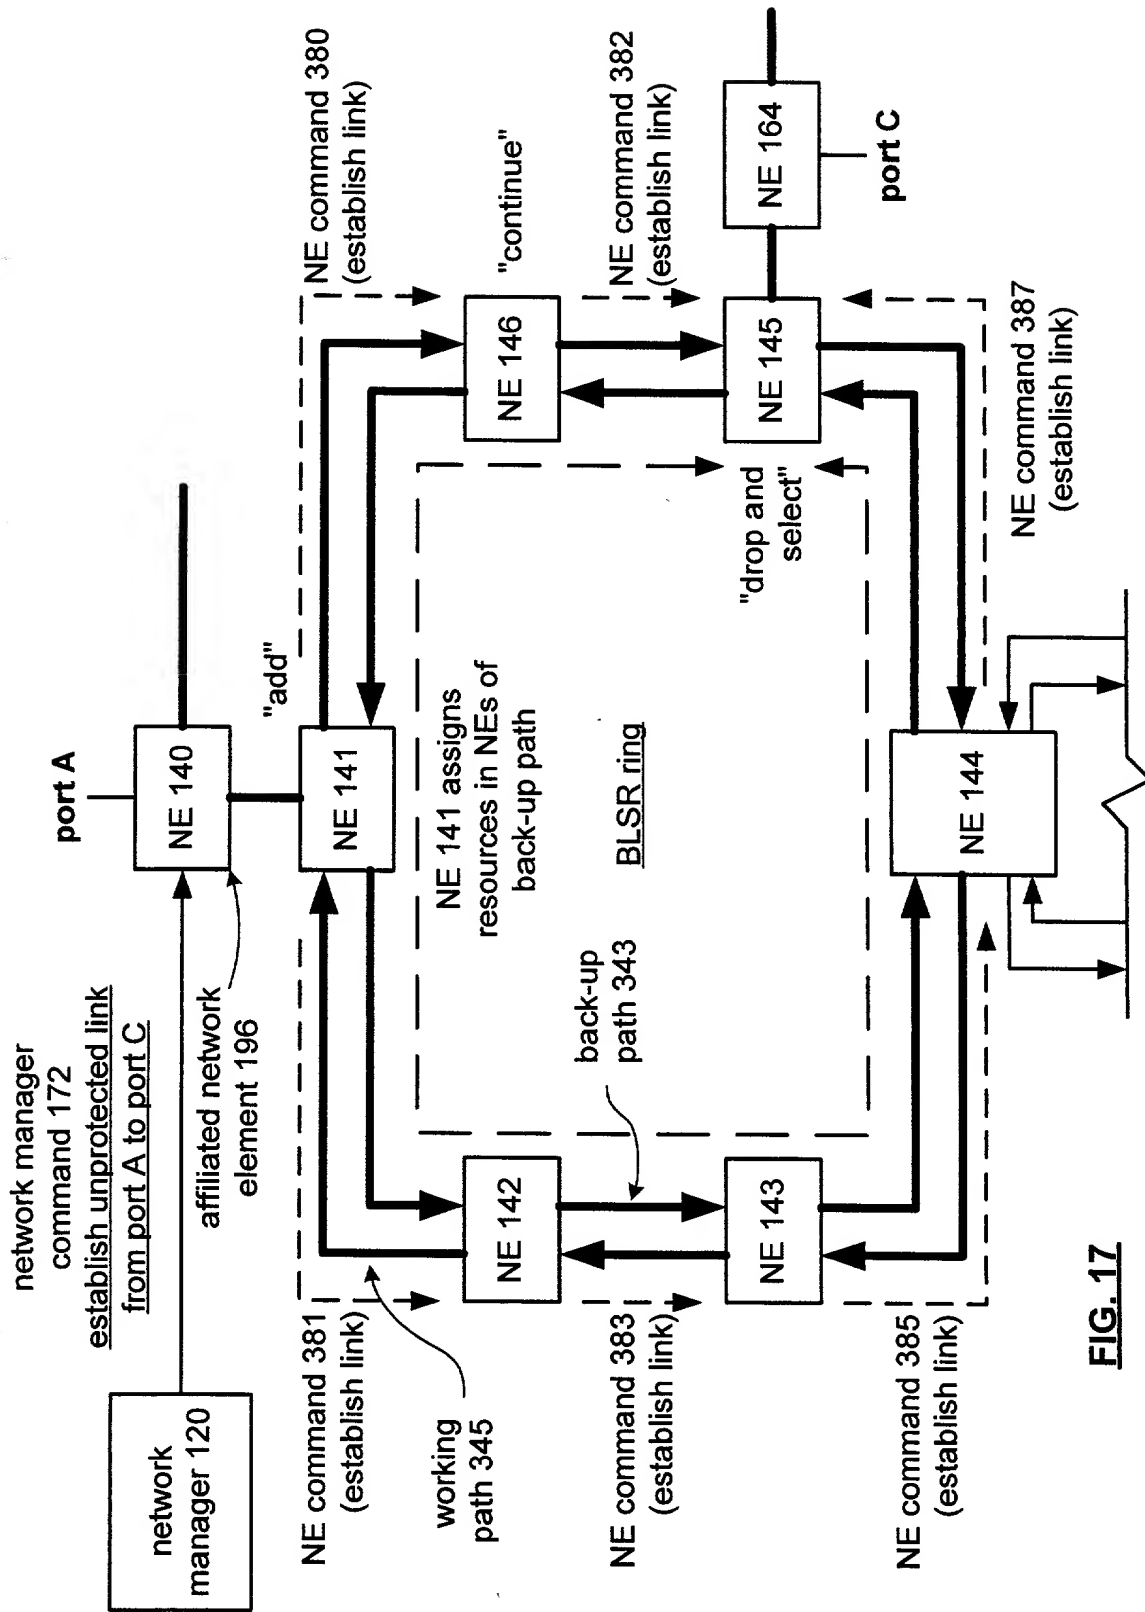 network manager
command 172
establish unprotected link
from port A to port C
network
manager 120
affiliated network
element 196
port A
NE 140
"add"
NE command 381
(establish link)
NE command 380
(establish link)
NE 141
working
path 345
NE 141 assigns
resources in NEs of
back-up path
NE 142
NE 146
"continue"
NE command 383
(establish link)
back-up
path 343
BLSR ring
NE command 382
(establish link)
NE 143
"drop and
select"
NE 145
NE 164
port C
NE command 385
(establish link)
NE 144
NE command 387
(establish link)
FIG. 17